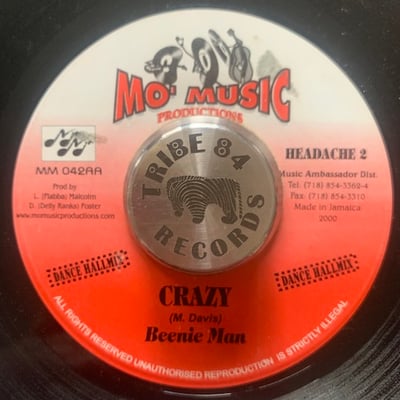 MO' MUSIC
PRODUCTIONS
MM
MM 042AA
Prod by
L. (Flabba) Malcolm
D. (Delly Ranks) Foster
www.momusicproductions.com
HEADACHE 2
Music Ambassador Dist.
Tel: (718) 854-3362-4
Fax: (718) 854-3310
Made in Jamaica
2000
TRIBE 84
RECORDS
DANCE HALLMIX
DANCE HALLMIX
CRAZY
(M. Davis)
Beenie Man
ALL RIGHTS RESERVED UNAUTHORISED REPRODUCTION IS STRICTLY ILLEGAL